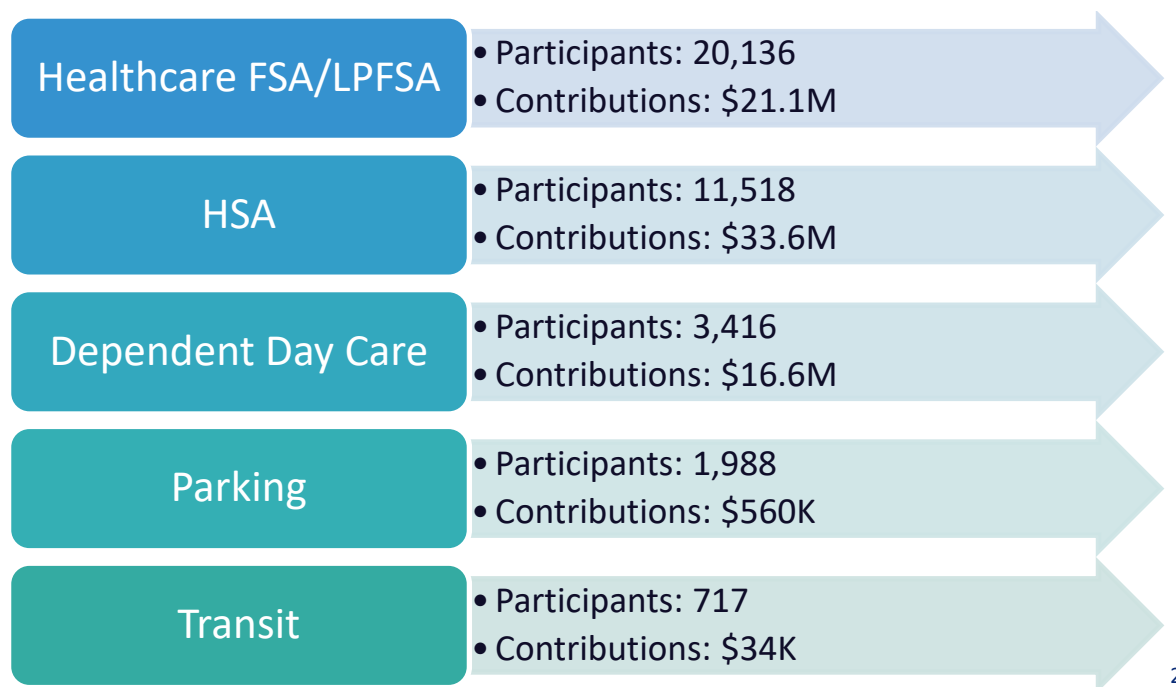 Healthcare FSA/LPFSA
• Participants: 20,136
• Contributions: $21.1M
HSA
• Participants: 11,518
• Contributions: $33.6M
Dependent Day Care
• Participants: 3,416
• Contributions: $16.6M
Parking
• Participants: 1,988
• Contributions: $560K
Transit
• Participants: 717
• Contributions: $34K
2